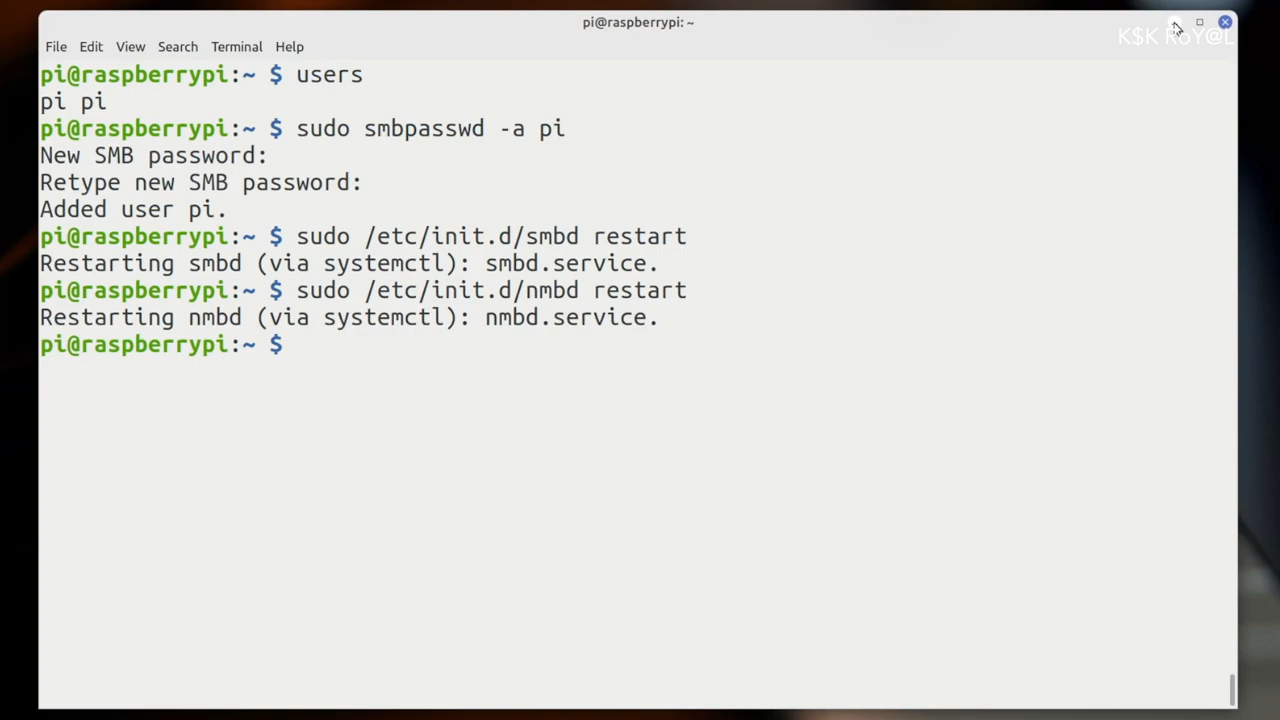 pi@raspberrypi: ~
K$K RoY@L
File Edit View Search Terminal Help
pi@raspberrypi:~ $ users
pi pi
pi@raspberrypi:~ $ sudo smbpasswd -a pi
New SMB password:
Retype new SMB password:
Added user pi.
pi@raspberrypi:~ $ sudo /etc/init.d/smbd restart
Restarting smbd (via systemctl): smbd.service.
pi@raspberrypi:~ $ sudo /etc/init.d/nmbd restart
Restarting nmbd (via systemctl): nmbd.service.
pi@raspberrypi:~ $